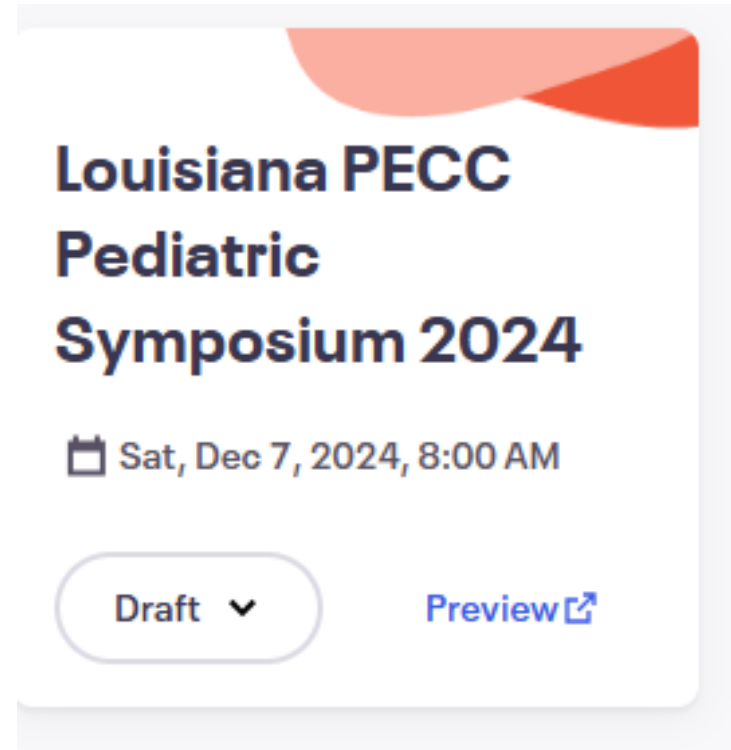 Louisiana PECC
Pediatric
Symposium 2024
Sat, Dec 7, 2024, 8:00 AM
Draft
Preview